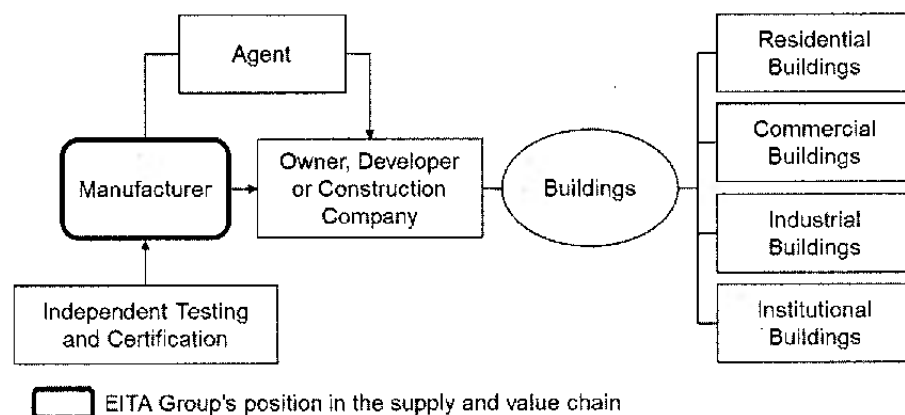 Agent
Residential
Buildings
Commercial
Buildings
Manufacturer
Owner, Developer
or Construction
Company
Buildings
Industrial
Buildings
Independent Testing
and Certification
Institutional
Buildings
EITA Group's position in the supply and value chain